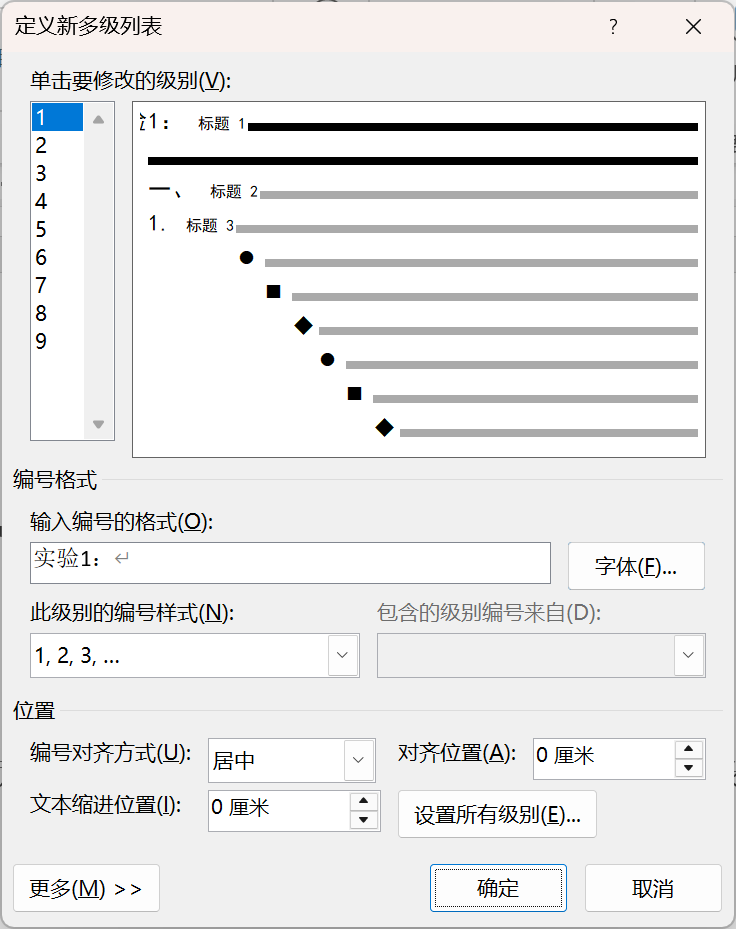 定义新多级列表 ?
单击要修改的级别(V):
1
2
3
4
5
6
7
8
9
1： 标题 1
一、 标题 2
1. 标题 3
编号格式
输入编号的格式(O):
实验1：↵
字体(F)...
此级别的编号样式(N):
包含的级别编号来自(D):
1, 2, 3, ...
位置
编号对齐方式(U): 居中
对齐位置(A): 0 厘米
文本缩进位置(I): 0 厘米
设置所有级别(E)...
更多(M) >>
确定
取消